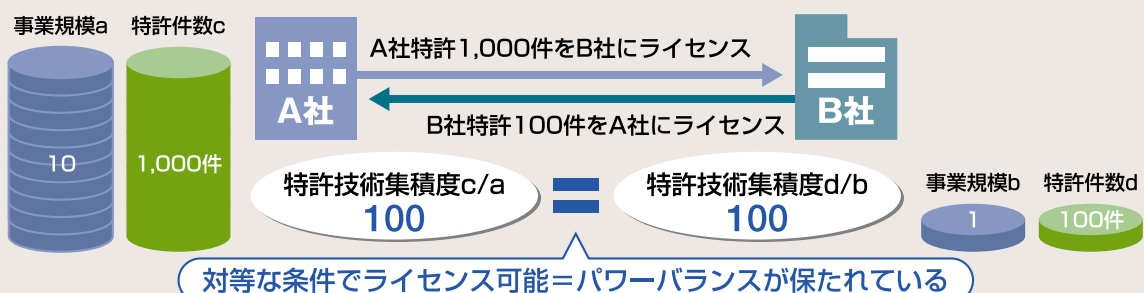 事業規模a
特許件数c
10
1,000件
A社
A社特許1,000件をB社にライセンス
B社特許100件をA社にライセンス
B社
特許技術集積度c/a
100
=
特許技術集積度d/b
100
事業規模b
特許件数d
1
100件
対等な条件でライセンス可能＝パワーバランスが保たれている